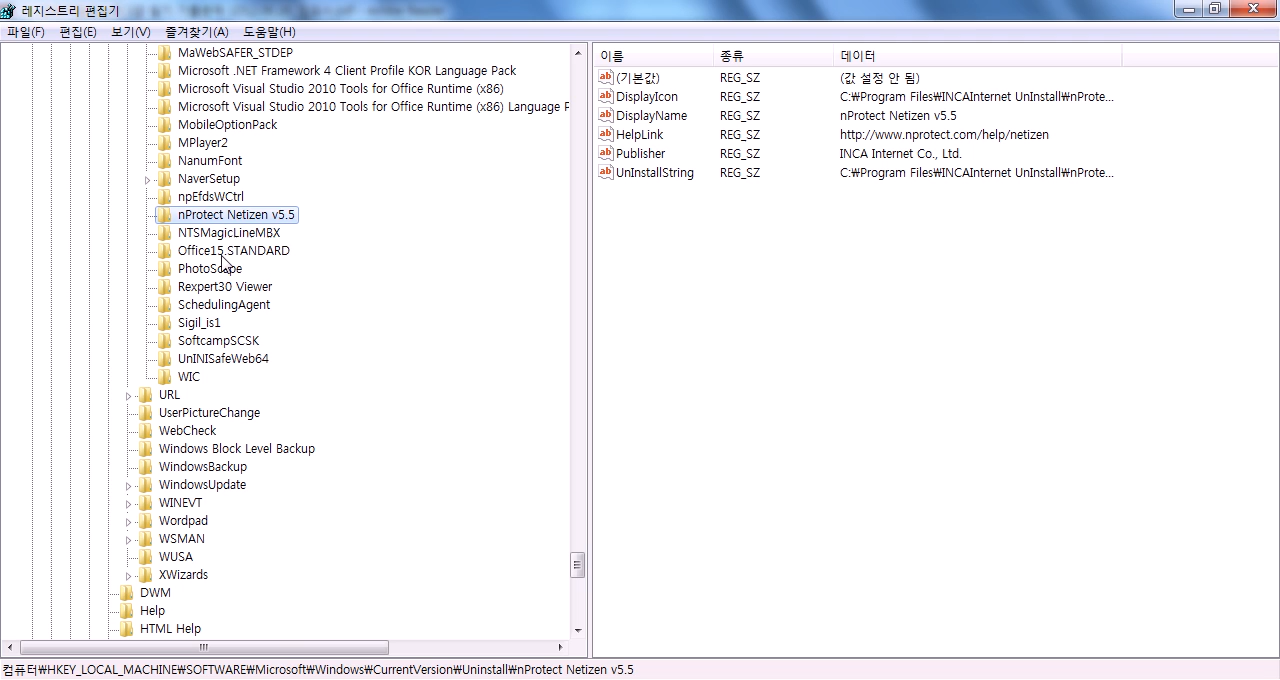 레지스트리 편집기
파일(F) 편집(E) 보기(V) 즐겨찾기(A) 도움말(H)
MaWebSAFER_STDEP
Microsoft .NET Framework 4 Client Profile KOR Language Pack
Microsoft Visual Studio 2010 Tools for Office Runtime (x86)
Microsoft Visual Studio 2010 Tools for Office Runtime (x86) Language P
MobileOptionPack
MPlayer2
NanumFont
NaverSetup
npEfdsWCtrl
nProtect Netizen v5.5
NTSMagicLineMBX
Office15.STANDARD
PhotoScape
Rexpert30 Viewer
SchedulingAgent
Sigil_is1
SoftcampSCSK
UnINISafeWeb64
WIC
URL
UserPictureChange
WebCheck
Windows Block Level Backup
WindowsBackup
WindowsUpdate
WINEVT
Wordpad
WSMAN
WUSA
XWizards
DWM
Help
HTML Help
이름 종류 데이터
(기본값) REG_SZ (값 설정 안 됨)
DisplayIcon REG_SZ C:₩Program Files₩INCAInternet UnInstall₩nProte...
DisplayName REG_SZ nProtect Netizen v5.5
HelpLink REG_SZ http://www.nprotect.com/help/netizen
Publisher REG_SZ INCA Internet Co., Ltd.
UnInstallString REG_SZ C:₩Program Files₩INCAInternet UnInstall₩nProte...
컴퓨터₩HKEY_LOCAL_MACHINE₩SOFTWARE₩Microsoft₩Windows₩CurrentVersion₩Uninstall₩nProtect Netizen v5.5